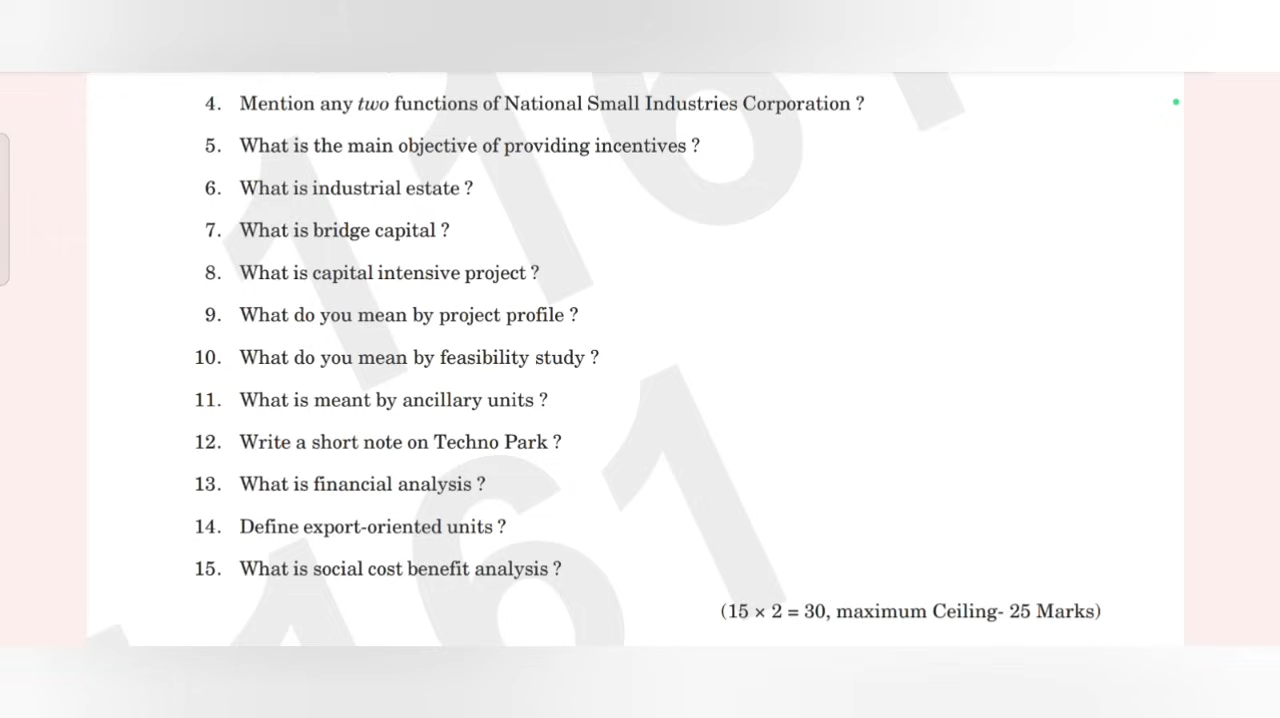 4. Mention any two functions of National Small Industries Corporation ?
5. What is the main objective of providing incentives ?
6. What is industrial estate ?
7. What is bridge capital ?
8. What is capital intensive project ?
9. What do you mean by project profile ?
10. What do you mean by feasibility study ?
11. What is meant by ancillary units ?
12. Write a short note on Techno Park ?
13. What is financial analysis ?
14. Define export-oriented units ?
15. What is social cost benefit analysis ?
(15 × 2 = 30, maximum Ceiling- 25 Marks)